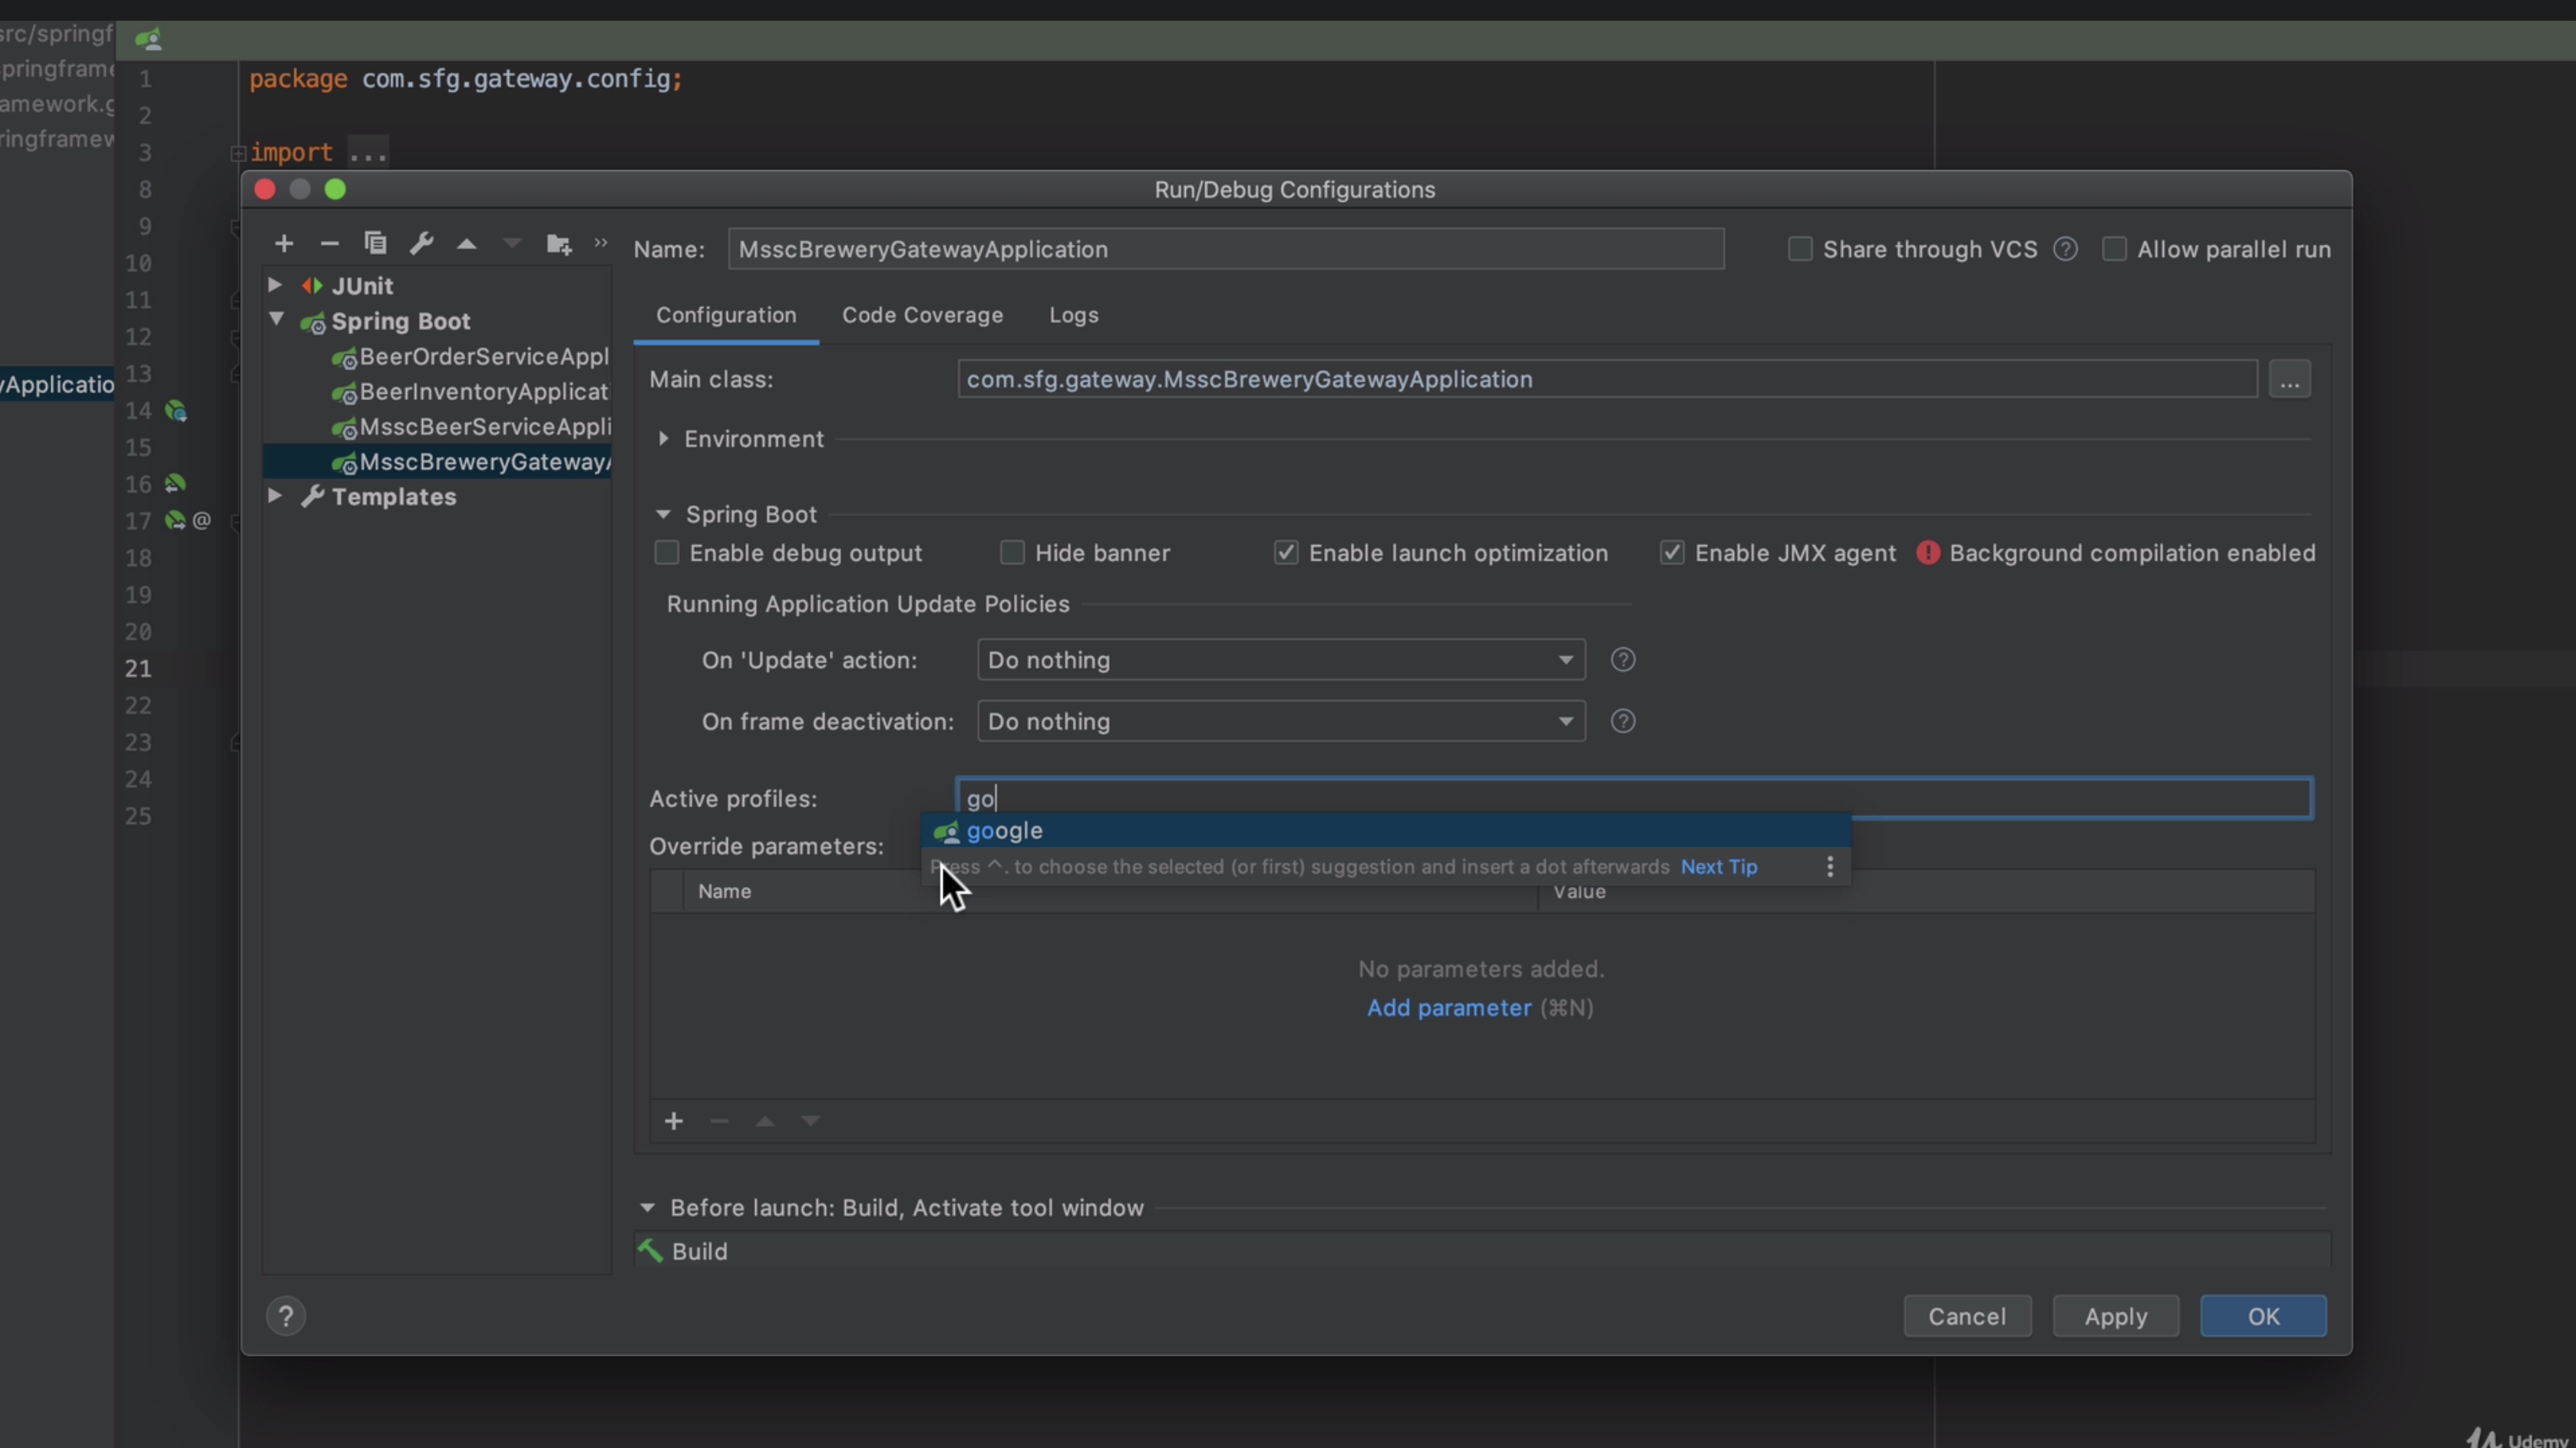 src/springf
pringframe
amework.g
ringframew
yApplicatio
1 package com.sfg.gateway.config;
2
3 import ...
8
9
10
11
12
13
14
15
16
17 @
18
19
20
21
22
23
24
25
Run/Debug Configurations
JUnit
Spring Boot
BeerOrderServiceAppl
BeerInventoryApplicati
MsscBeerServiceAppli
MsscBreweryGatewayA
Templates
Name: MsscBreweryGatewayApplication Share through VCS ? Allow parallel run
Configuration Code Coverage Logs
Main class: com.sfg.gateway.MsscBreweryGatewayApplication ...
Environment
Spring Boot
Enable debug output Hide banner Enable launch optimization Enable JMX agent Background compilation enabled
Running Application Update Policies
On 'Update' action: Do nothing ?
On frame deactivation: Do nothing ?
Active profiles: go
google
Override parameters:
Press ^. to choose the selected (or first) suggestion and insert a dot afterwards Next Tip
Name Value
No parameters added.
Add parameter (⌘N)
Before launch: Build, Activate tool window
Build
? Cancel Apply OK
Udemy